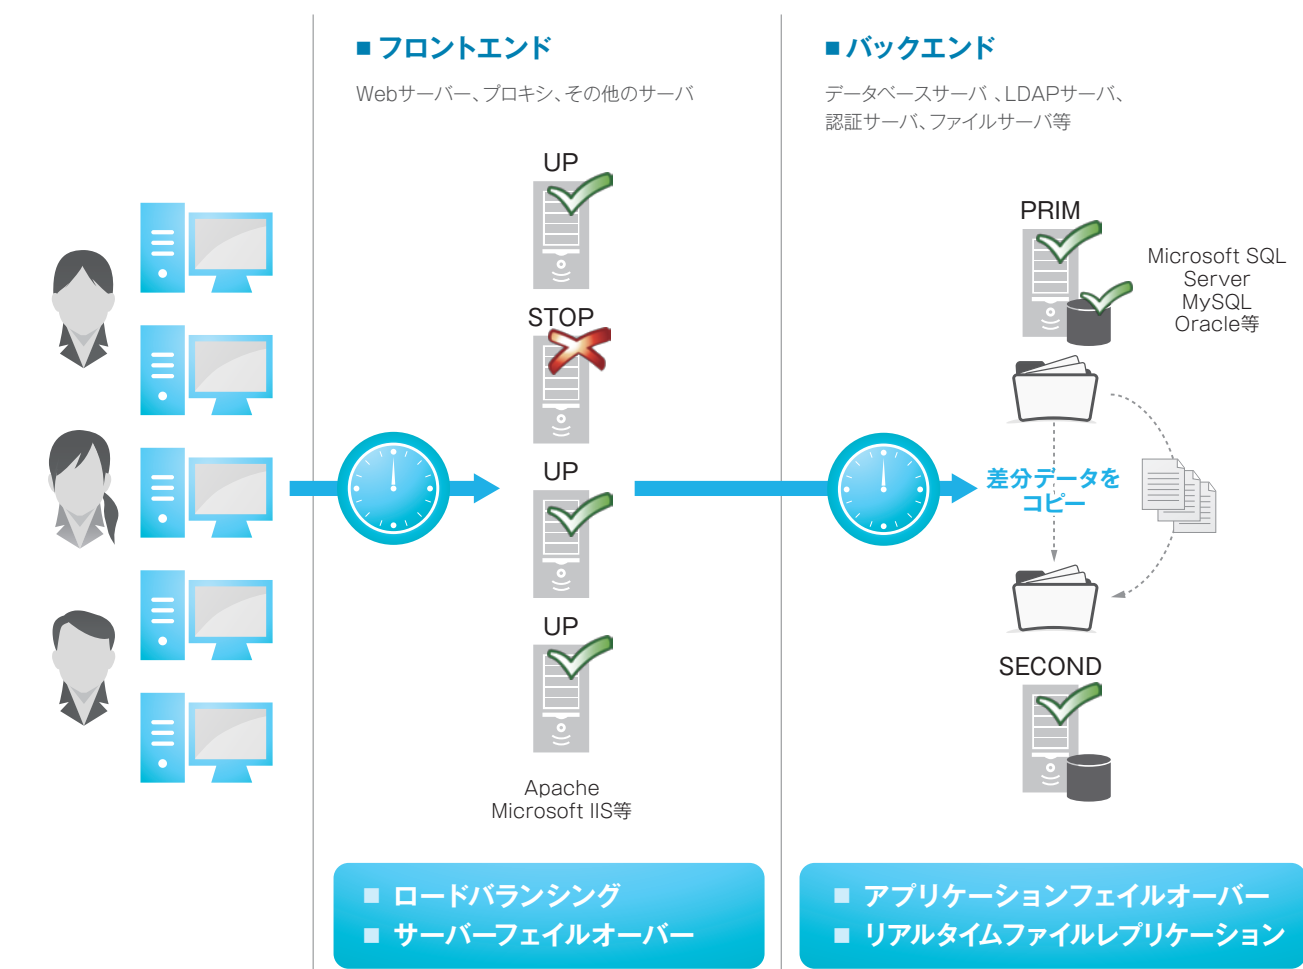 ■ フロントエンド
Webサーバー、プロキシ、その他のサーバ
UP
STOP
UP
UP
Apache
Microsoft IIS等
■ ロードバランシング
■ サーバーフェイルオーバー
■ バックエンド
データベースサーバ 、LDAPサーバ、
認証サーバ、ファイルサーバ等
PRIM
Microsoft SQL
Server
MySQL
Oracle等
差分データを
コピー
SECOND
■ アプリケーションフェイルオーバー
■ リアルタイムファイルレプリケーション